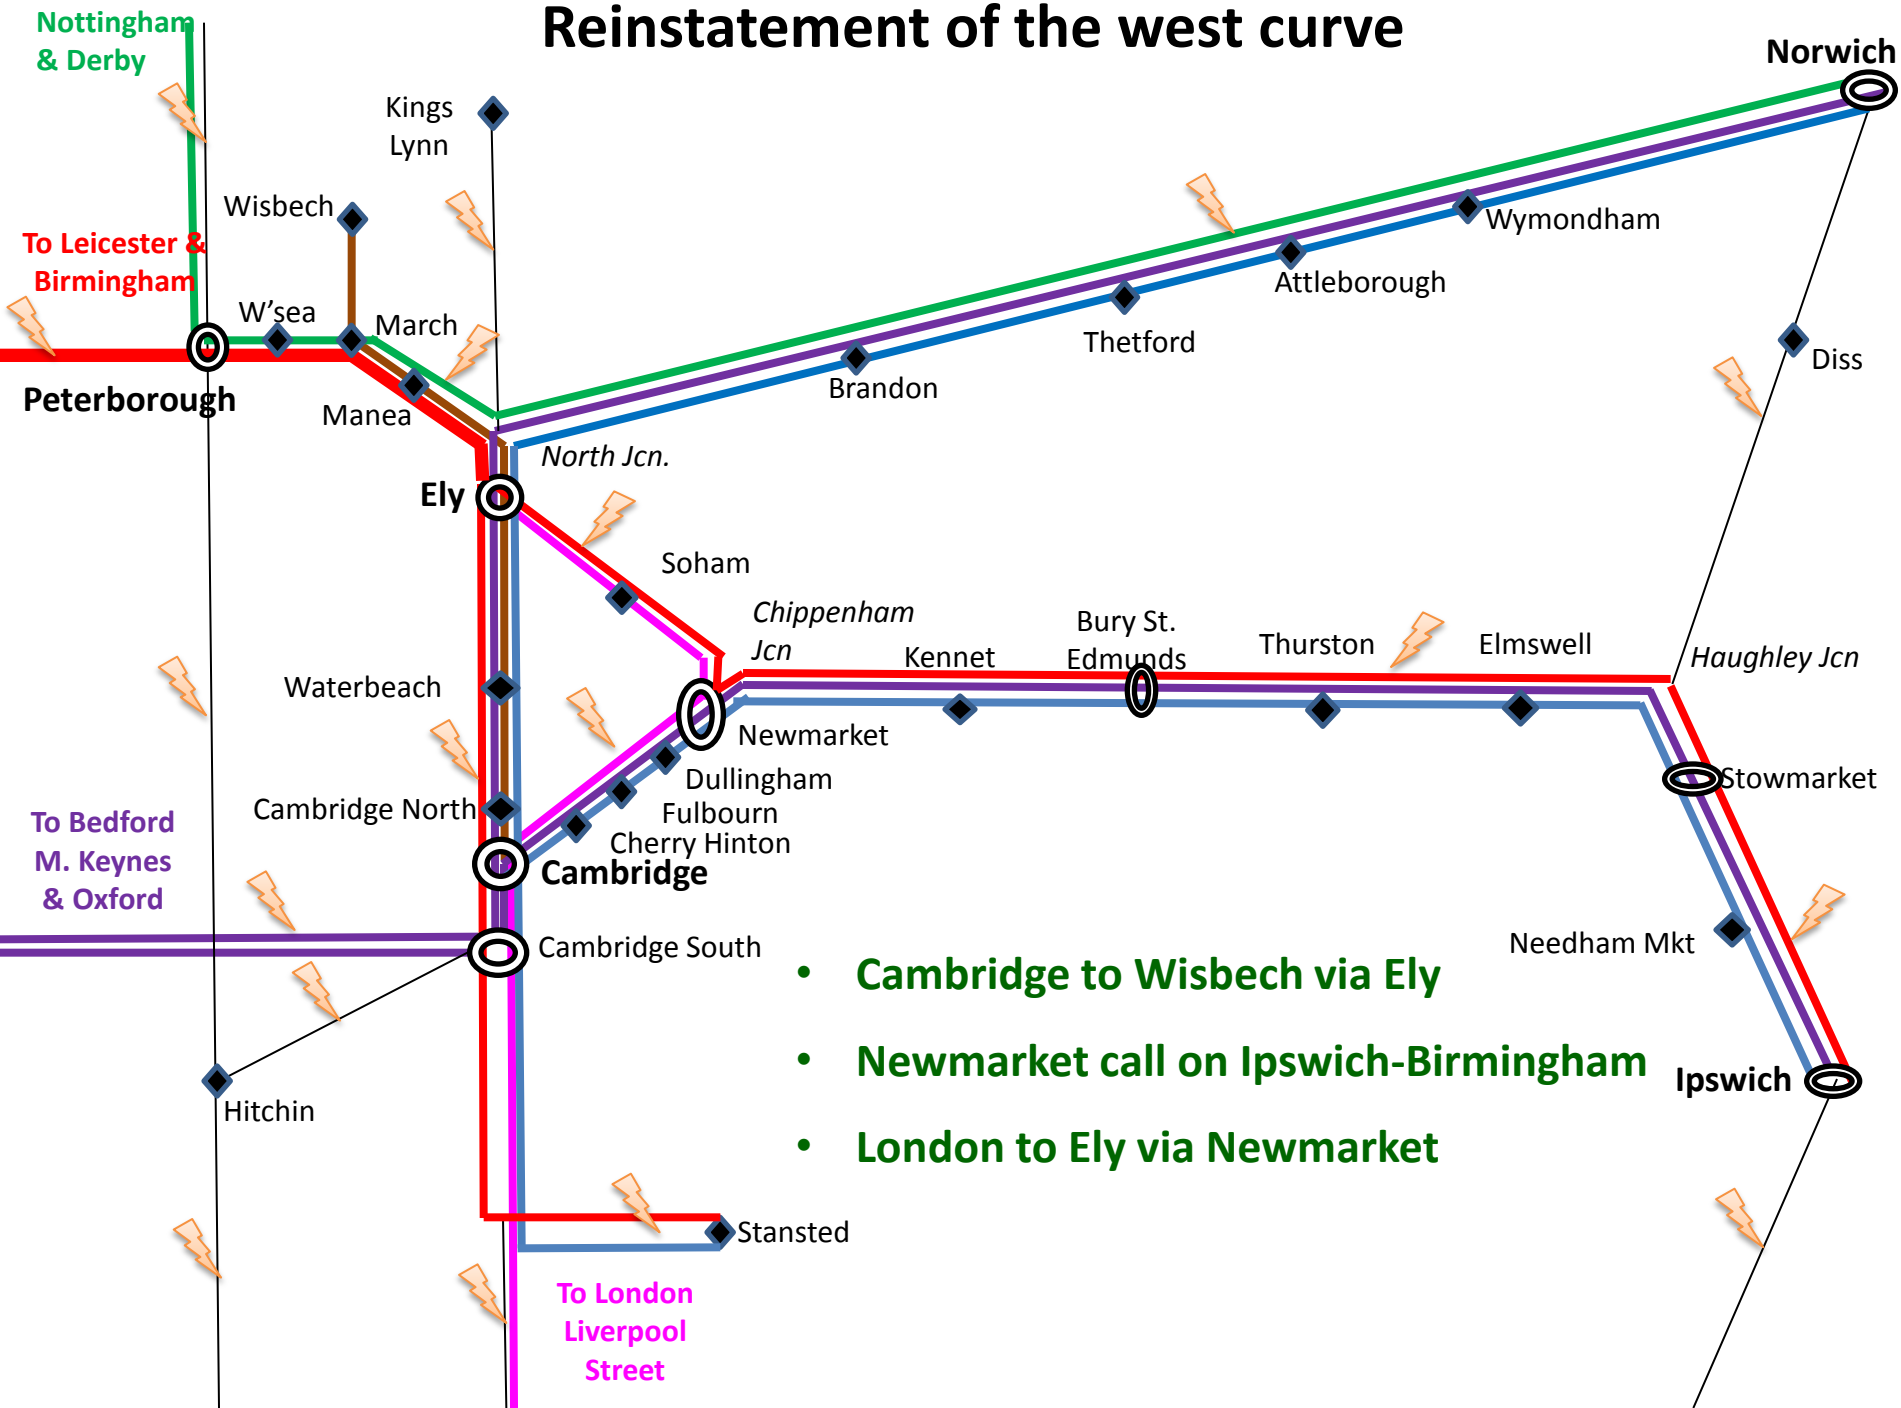 Reinstatement of the west curve
Nottingham
& Derby
Norwich
Kings
Lynn
Wisbech
Wymondham
To Leicester &
Birmingham
Attleborough
W'sea
March
Thetford
Diss
Brandon
Peterborough
Manea
North Jcn.
Ely
Soham
Chippenham
Jcn
Bury St.
Edmunds
Kennet
Thurston
Elmswell
Haughley Jcn
Waterbeach
Newmarket
Dullingham
Stowmarket
Cambridge North
Fulbourn
Cherry Hinton
To Bedford
M. Keynes
& Oxford
Cambridge
Cambridge South
Needham Mkt
• Cambridge to Wisbech via Ely
• Newmarket call on Ipswich-Birmingham
Ipswich
Hitchin
• London to Ely via Newmarket
Stansted
To London
Liverpool
Street